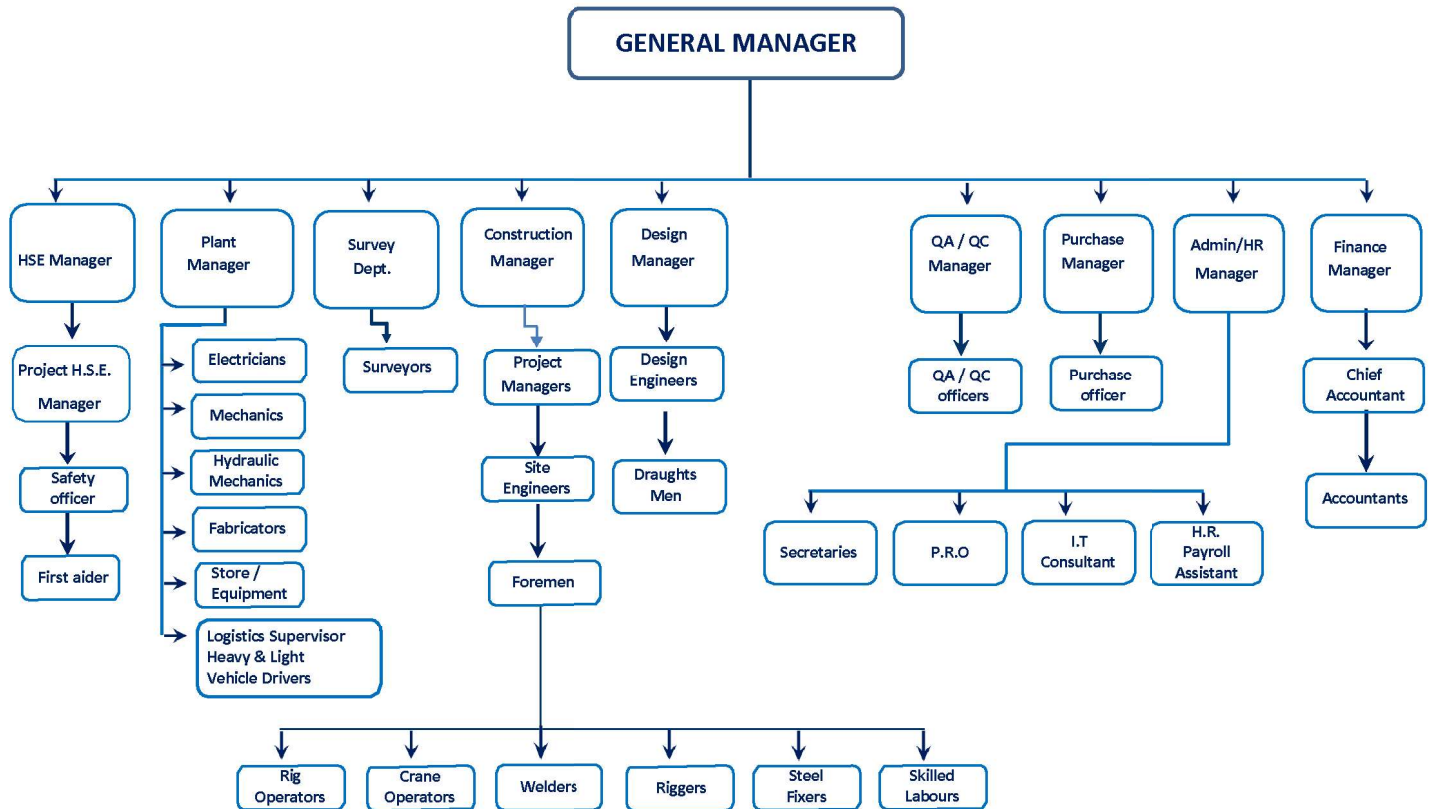 GENERAL MANAGER
HSE Manager
Plant
Manager
Survey
Dept.
Construction
Manager
Design
Manager
QA / QC
Manager
Purchase
Manager
Admin/HR
Manager
Finance
Manager
Project H.S.E.
Manager
Safety
officer
First aider
Electricians
Mechanics
Hydraulic
Mechanics
Fabricators
Store /
Equipment
Logistics Supervisor
Heavy & Light
Vehicle Drivers
Surveyors
Project
Managers
Site
Engineers
Foremen
Design
Engineers
Draughts
Men
QA / QC
officers
Purchase
officer
Secretaries
P.R.O
I.T
Consultant
H.R.
Payroll
Assistant
Chief
Accountant
Accountants
Rig
Operators
Crane
Operators
Welders
Riggers
Steel
Fixers
Skilled
Labours